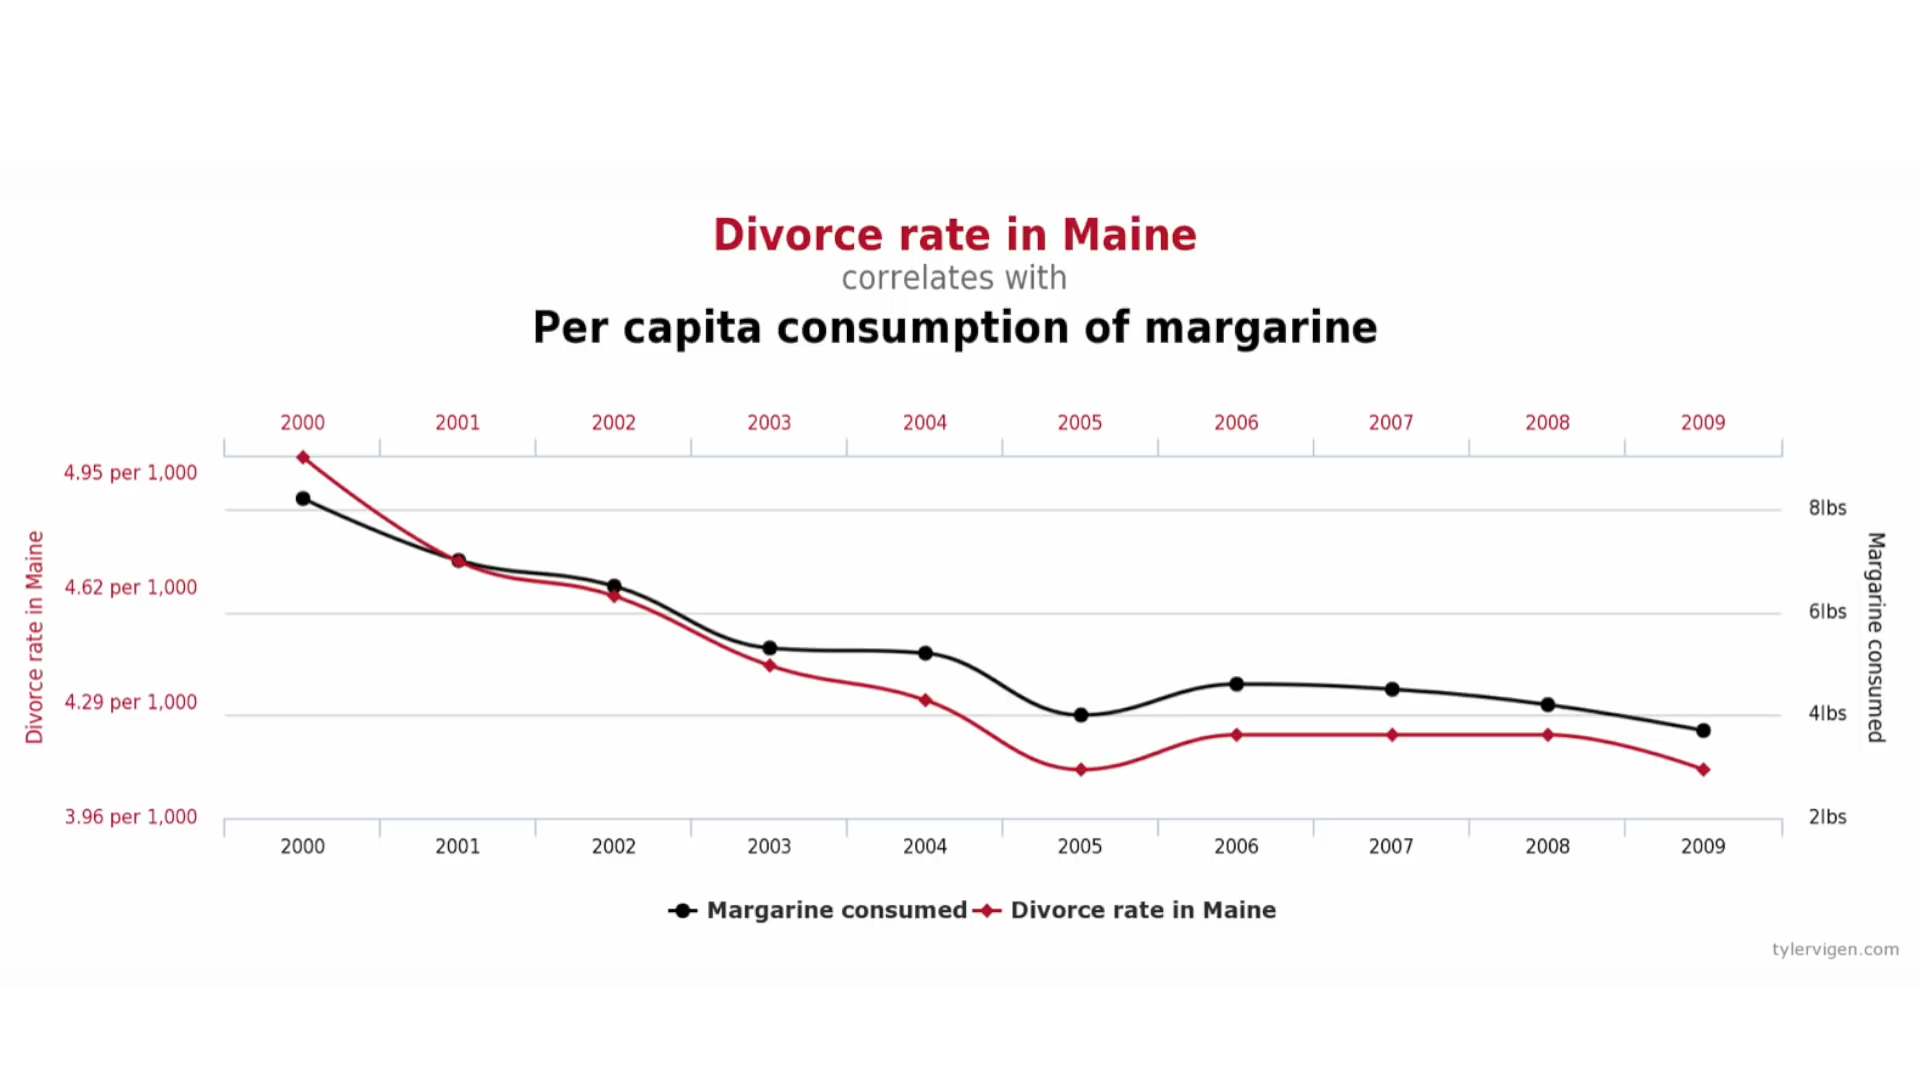 Divorce rate in Maine
correlates with
Per capita consumption of margarine
2000 2001 2002 2003 2004 2005 2006 2007 2008 2009
4.95 per 1,000
4.62 per 1,000
4.29 per 1,000
3.96 per 1,000
Divorce rate in Maine
8lbs
6lbs
4lbs
2lbs
Margarine consumed
2000 2001 2002 2003 2004 2005 2006 2007 2008 2009
Margarine consumed Divorce rate in Maine
tylervigen.com